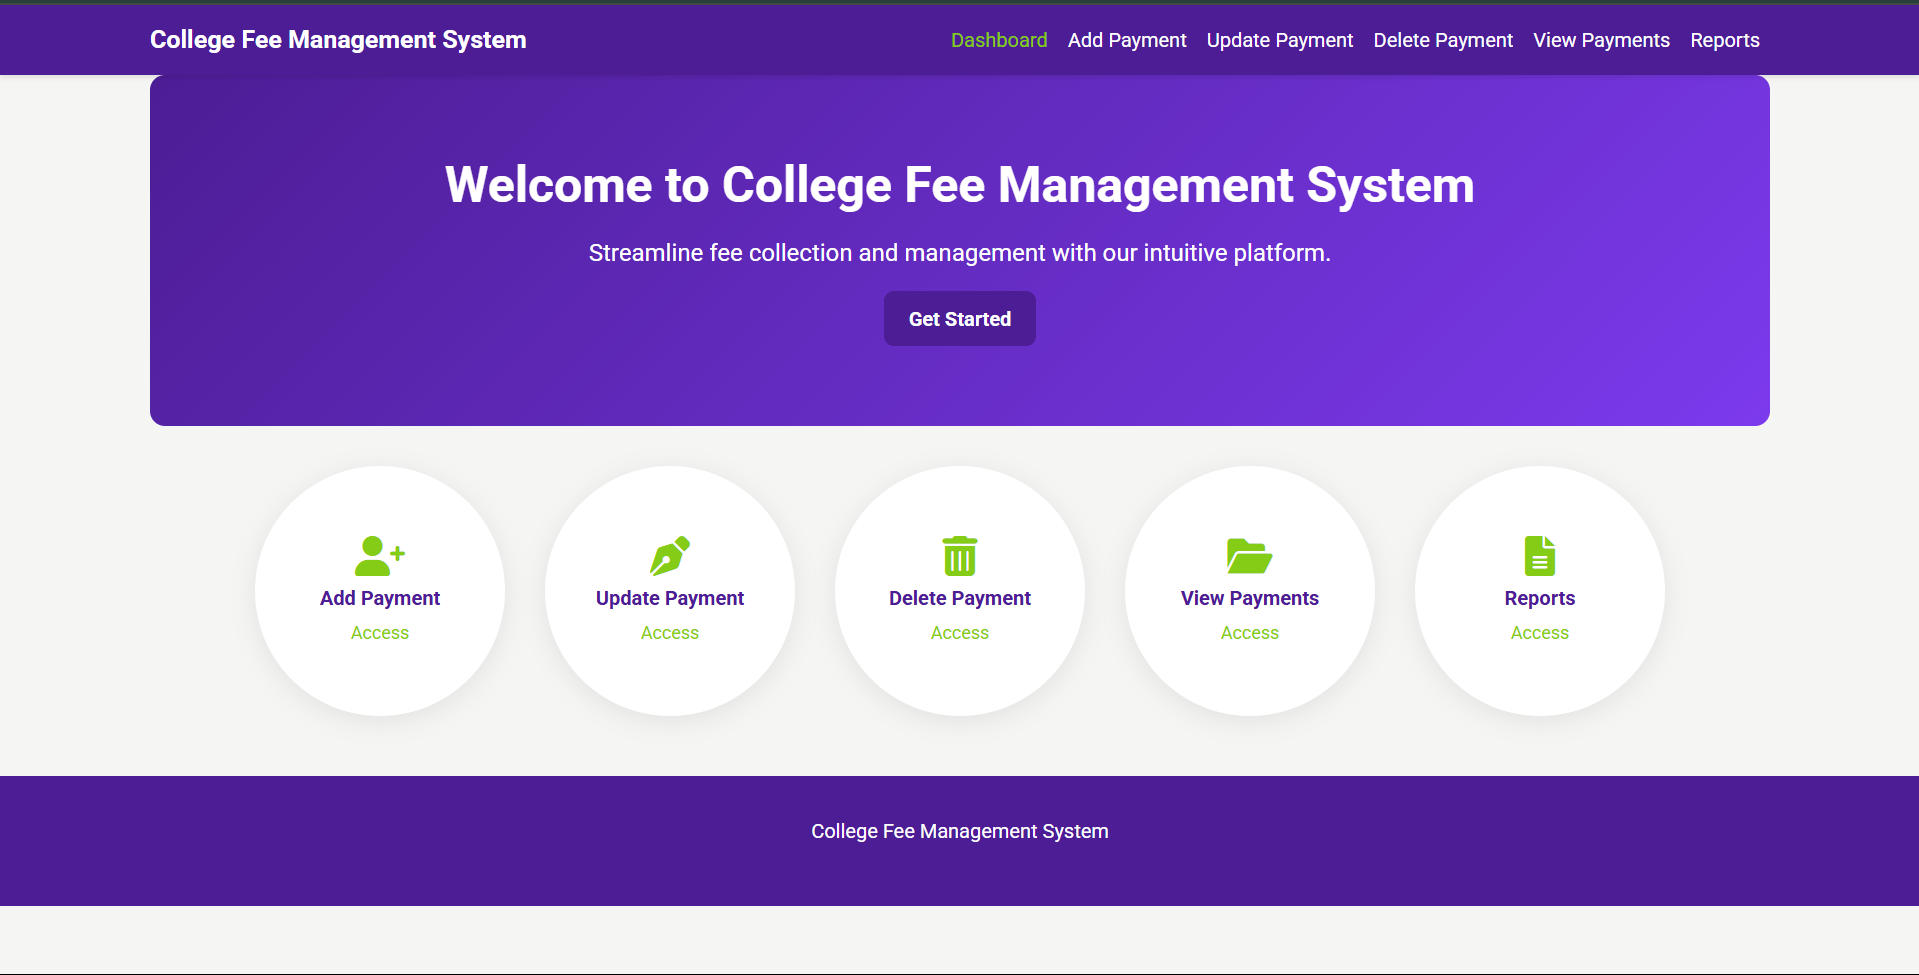 College Fee Management System
Dashboard Add Payment Update Payment Delete Payment View Payments Reports
Welcome to College Fee Management System
Streamline fee collection and management with our intuitive platform.
Get Started
Add Payment
Access
Update Payment
Access
Delete Payment
Access
View Payments
Access
Reports
Access
College Fee Management System